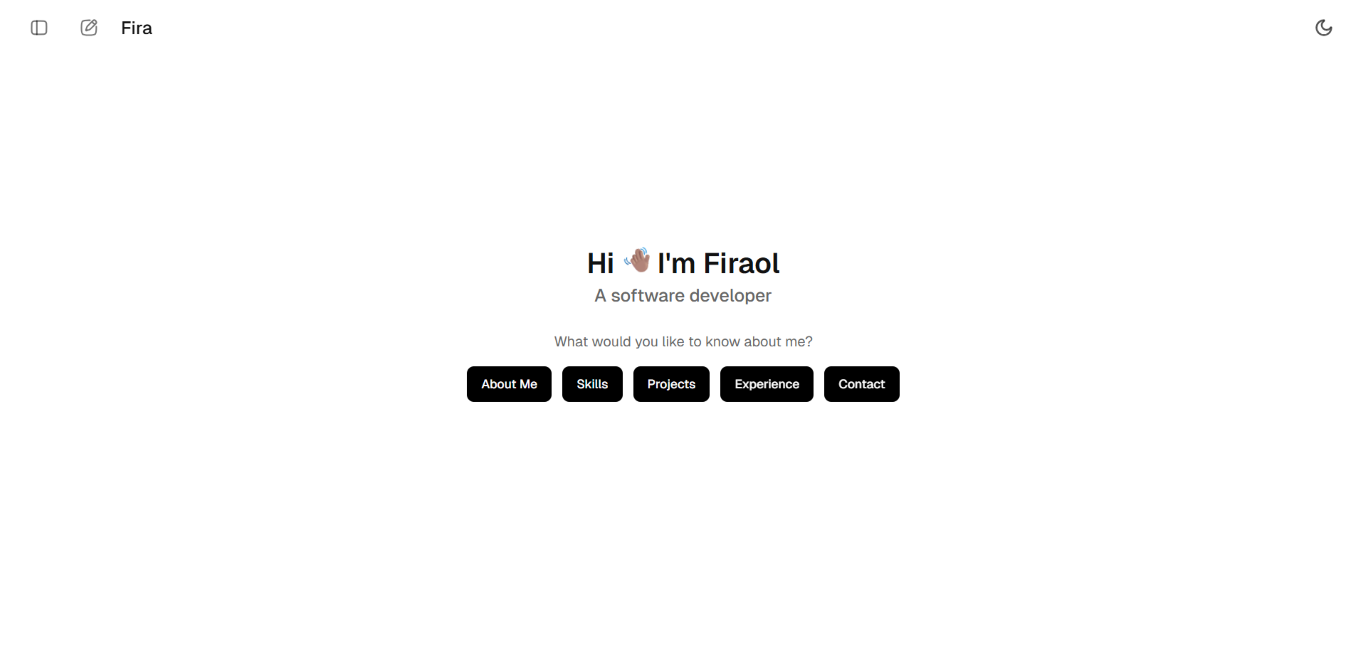 Fira
Hi 👋🏽 I'm Firaol
A software developer
What would you like to know about me?
About Me Skills Projects Experience Contact